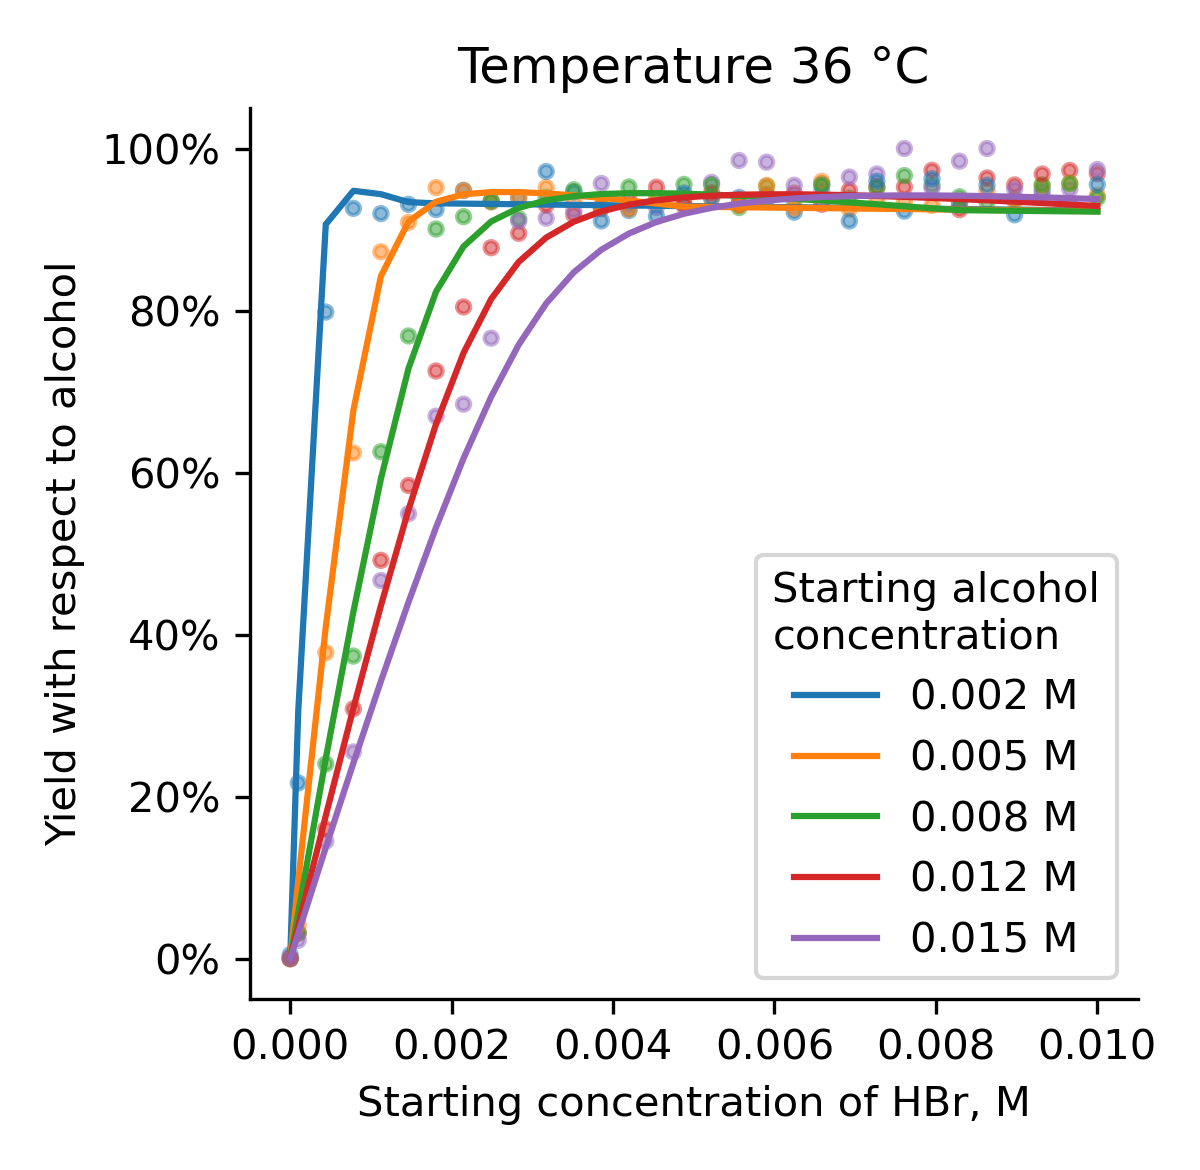 Temperature 36 °C
100%
80%
60%
40%
20%
0%
Yield with respect to alcohol
0.000 0.002 0.004 0.006 0.008 0.010
Starting concentration of HBr, M
Starting alcohol
concentration
0.002 M
0.005 M
0.008 M
0.012 M
0.015 M